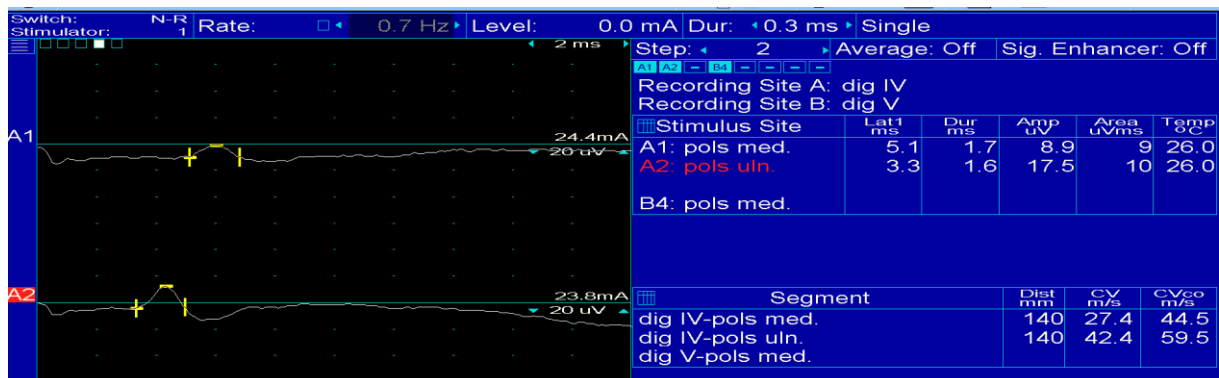 Switch: N-R Rate: 0.7 Hz Level: 0.0 mA Dur: 0.3 ms Single
Stimulator: 1
2 ms
Step: 2 Average: Off Sig. Enhancer: Off
A1 A2 – B4 – – – –
Recording Site A: dig IV
Recording Site B: dig V
Stimulus Site Lat1 ms Dur ms Amp uV Area uVms Temp °C
A1: pols med. 5.1 1.7 8.9 9 26.0
A2: pols uln. 3.3 1.6 17.5 10 26.0
B4: pols med.
A1
24.4mA
20 uV
A2
23.8mA
20 uV
Segment Dist mm CV m/s CVco m/s
dig IV-pols med. 140 27.4 44.5
dig IV-pols uln. 140 42.4 59.5
dig V-pols med.